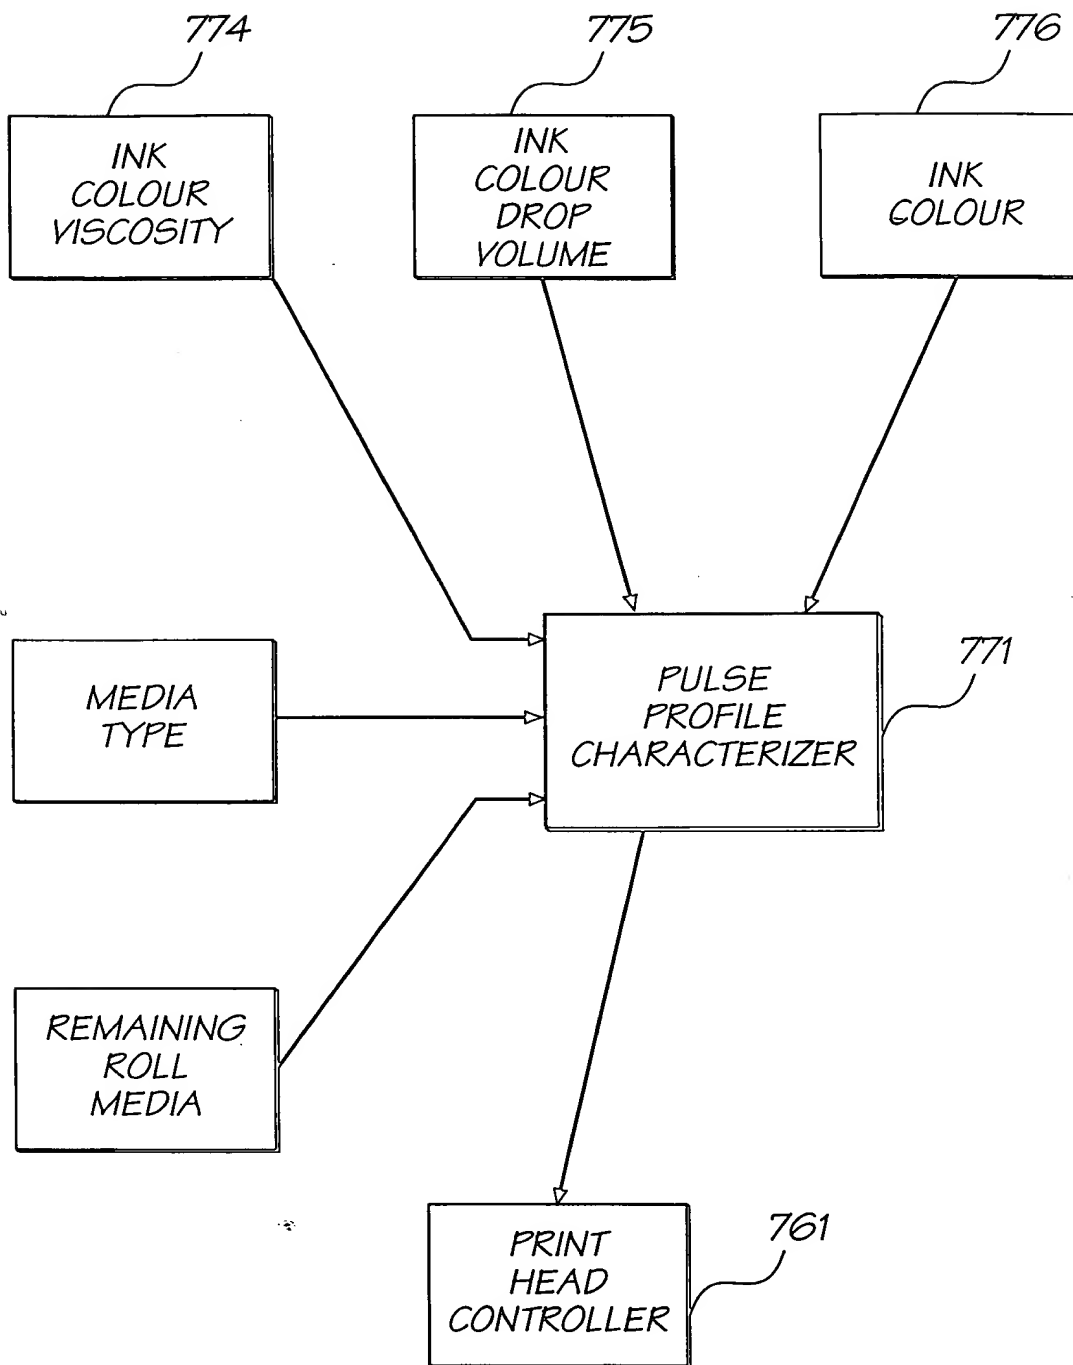 774
775
776
INK
COLOUR
VISCOSITY
INK
COLOUR
DROP
VOLUME
INK
COLOUR
771
MEDIA
TYPE
PULSE
PROFILE
CHARACTERIZER
REMAINING
ROLL
MEDIA
761
PRINT
HEAD
CONTROLLER